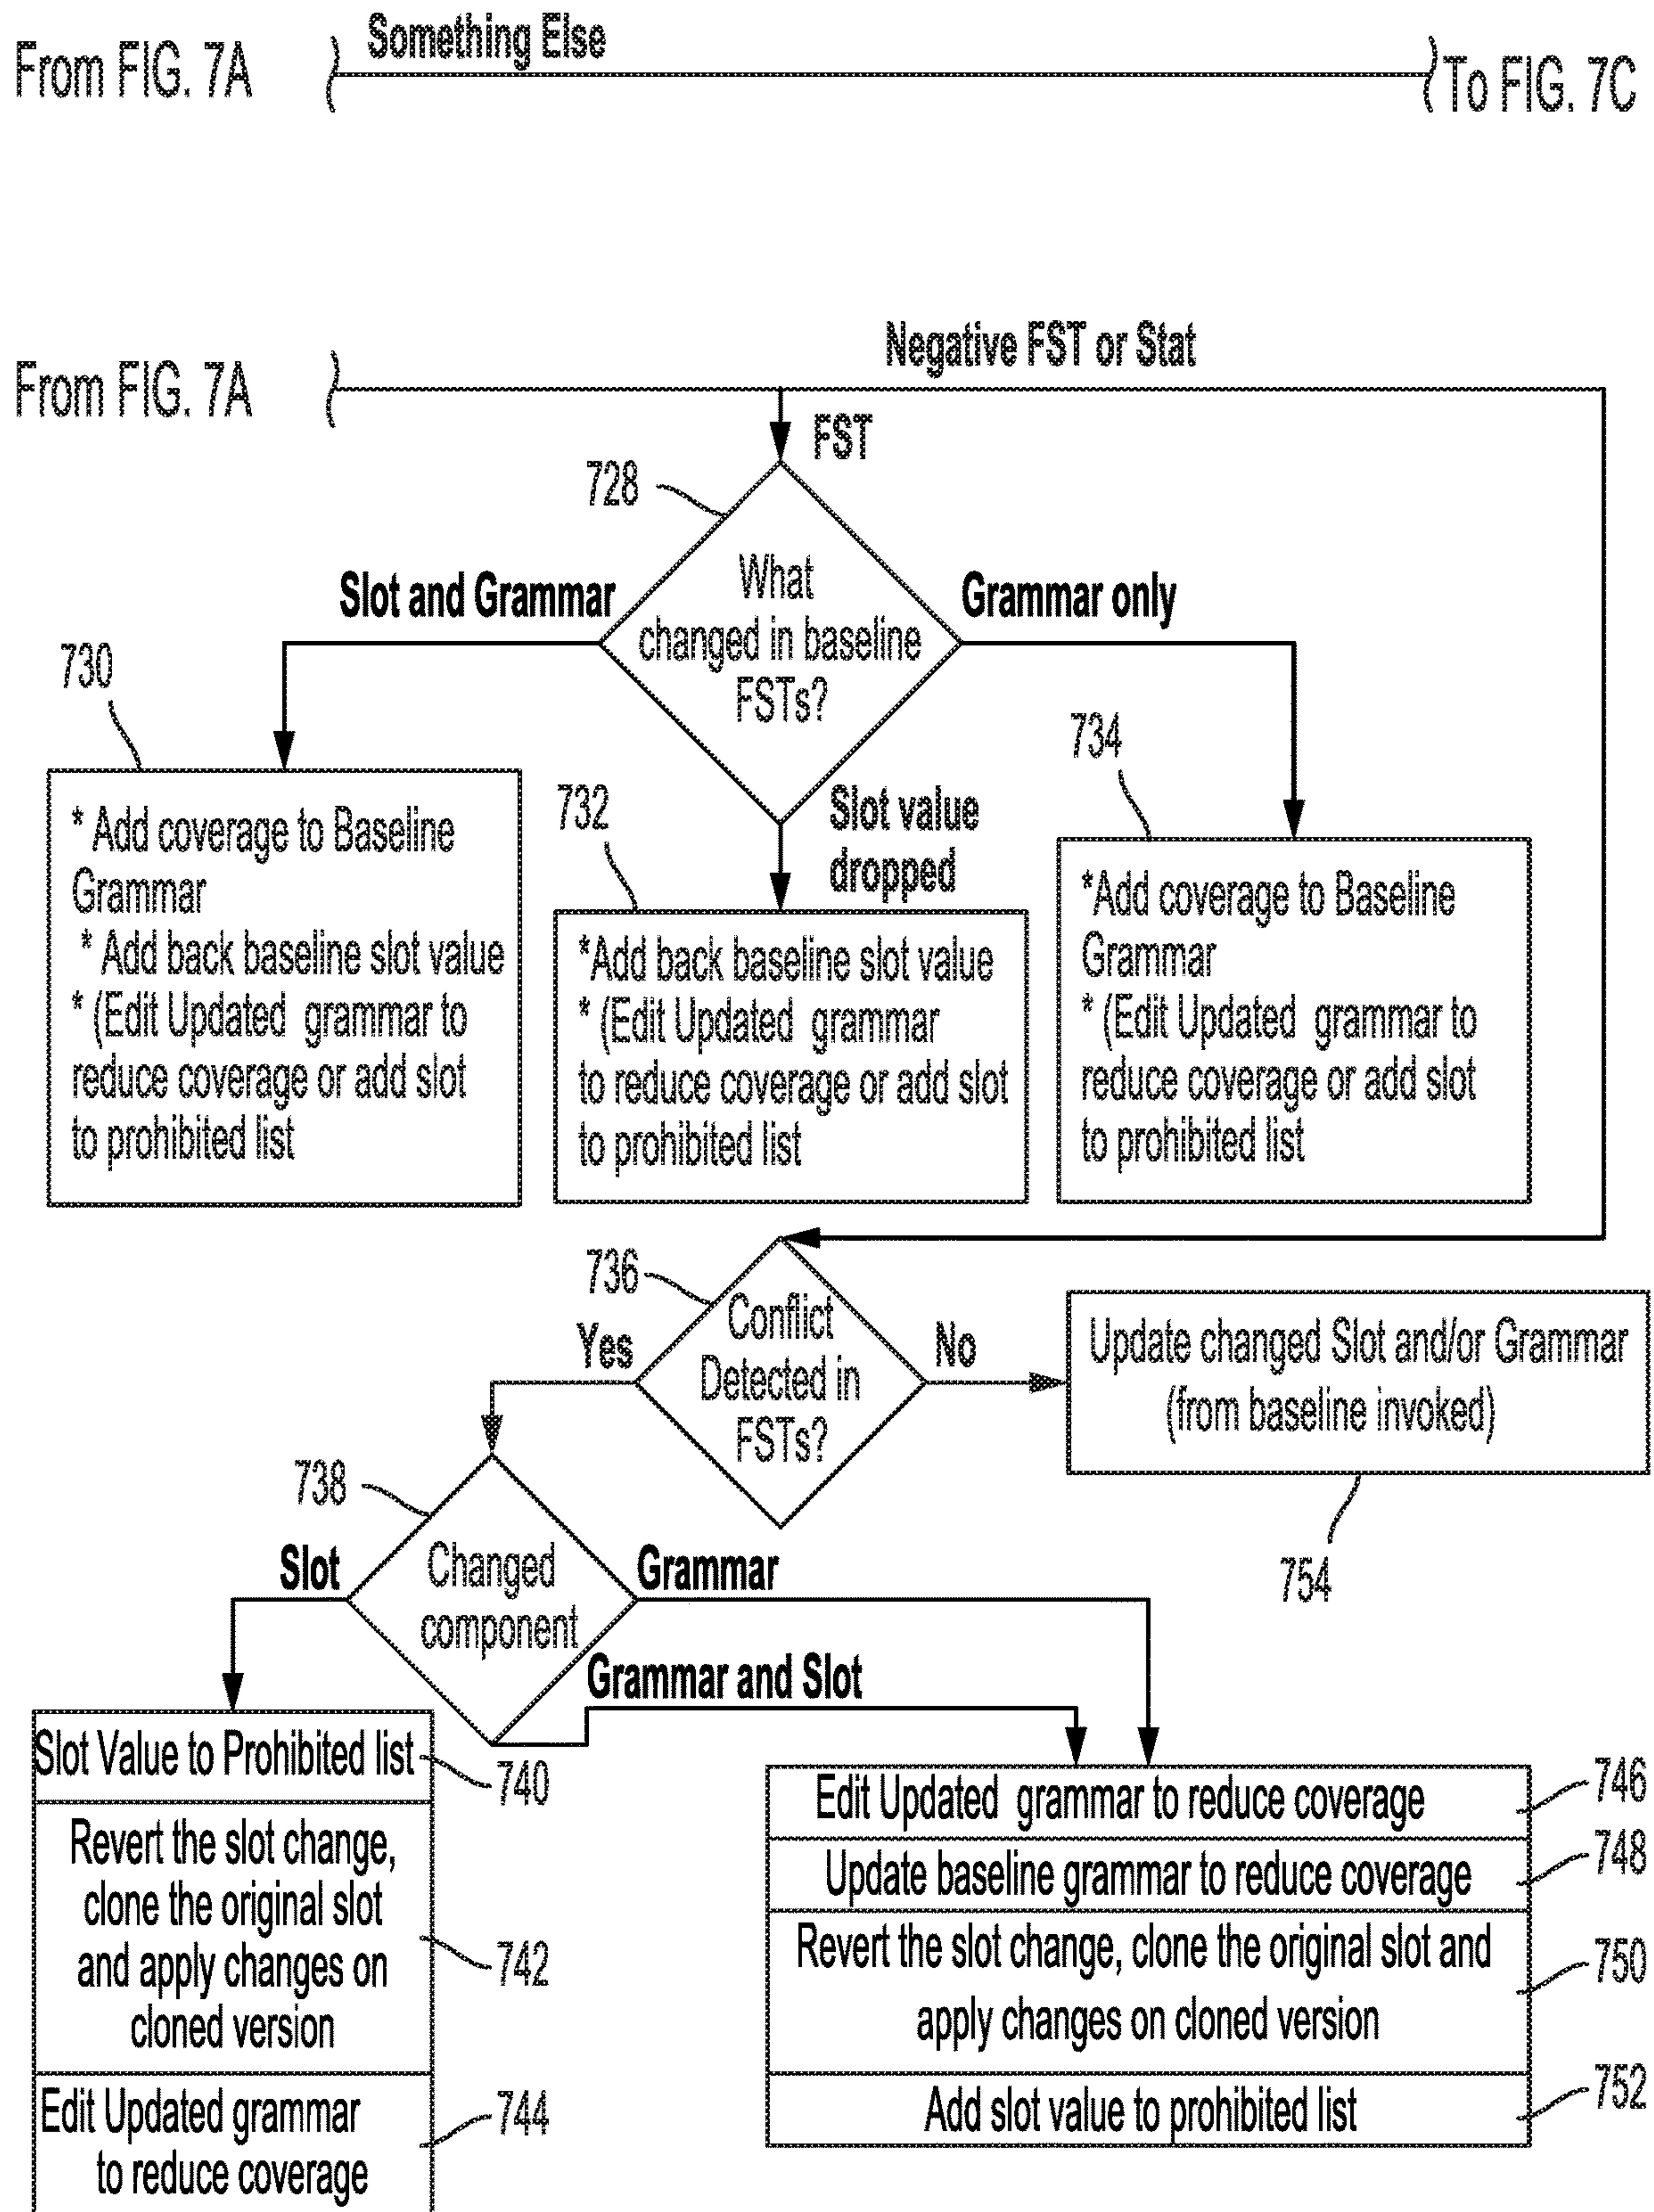 From FIG. 7A
Something Else
To FIG. 7C
From FIG. 7A
Negative FST or Stat
FST
728
What
changed in baseline
FSTs?
Slot and Grammar
Grammar only
Slot value
dropped
730
* Add coverage to Baseline
Grammar
* Add back baseline slot value
* (Edit Updated grammar to
reduce coverage or add slot
to prohibited list
732
*Add back baseline slot value
* (Edit Updated grammar
to reduce coverage or add slot
to prohibited list
734
*Add coverage to Baseline
Grammar
* (Edit Updated grammar to
reduce coverage or add slot
to prohibited list
736
Conflict
Detected in
FSTs?
Yes
No
Update changed Slot and/or Grammar
(from baseline invoked)
754
738
Changed
component
Slot
Grammar
Grammar and Slot
Slot Value to Prohibited list
740
Revert the slot change,
clone the original slot
and apply changes on
cloned version
742
Edit Updated grammar
to reduce coverage
744
Edit Updated grammar to reduce coverage
746
Update baseline grammar to reduce coverage
748
Revert the slot change, clone the original slot and
apply changes on cloned version
750
Add slot value to prohibited list
752